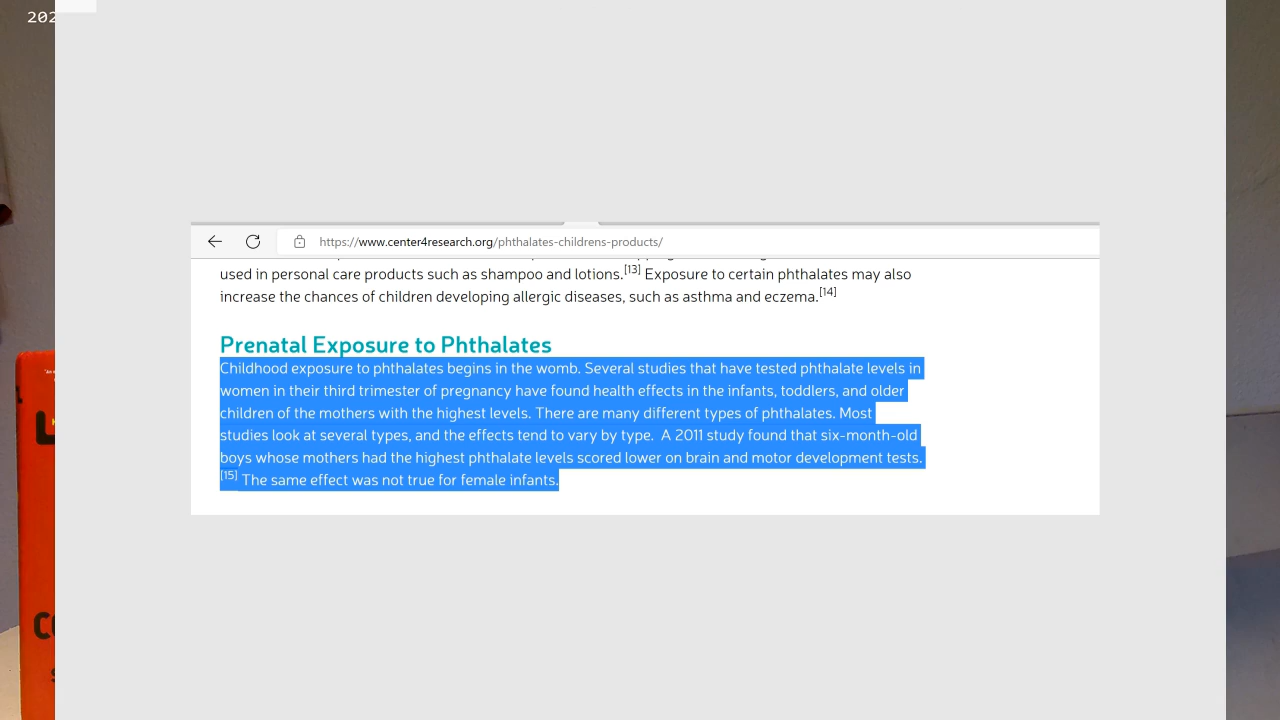 202
https://www.center4research.org/phthalates-childrens-products/
used in personal care products such as shampoo and lotions.[13] Exposure to certain phthalates may also
increase the chances of children developing allergic diseases, such as asthma and eczema.[14]
Prenatal Exposure to Phthalates
Childhood exposure to phthalates begins in the womb. Several studies that have tested phthalate levels in
women in their third trimester of pregnancy have found health effects in the infants, toddlers, and older
children of the mothers with the highest levels. There are many different types of phthalates. Most
studies look at several types, and the effects tend to vary by type.  A 2011 study found that six-month-old
boys whose mothers had the highest phthalate levels scored lower on brain and motor development tests.
[15] The same effect was not true for female infants.